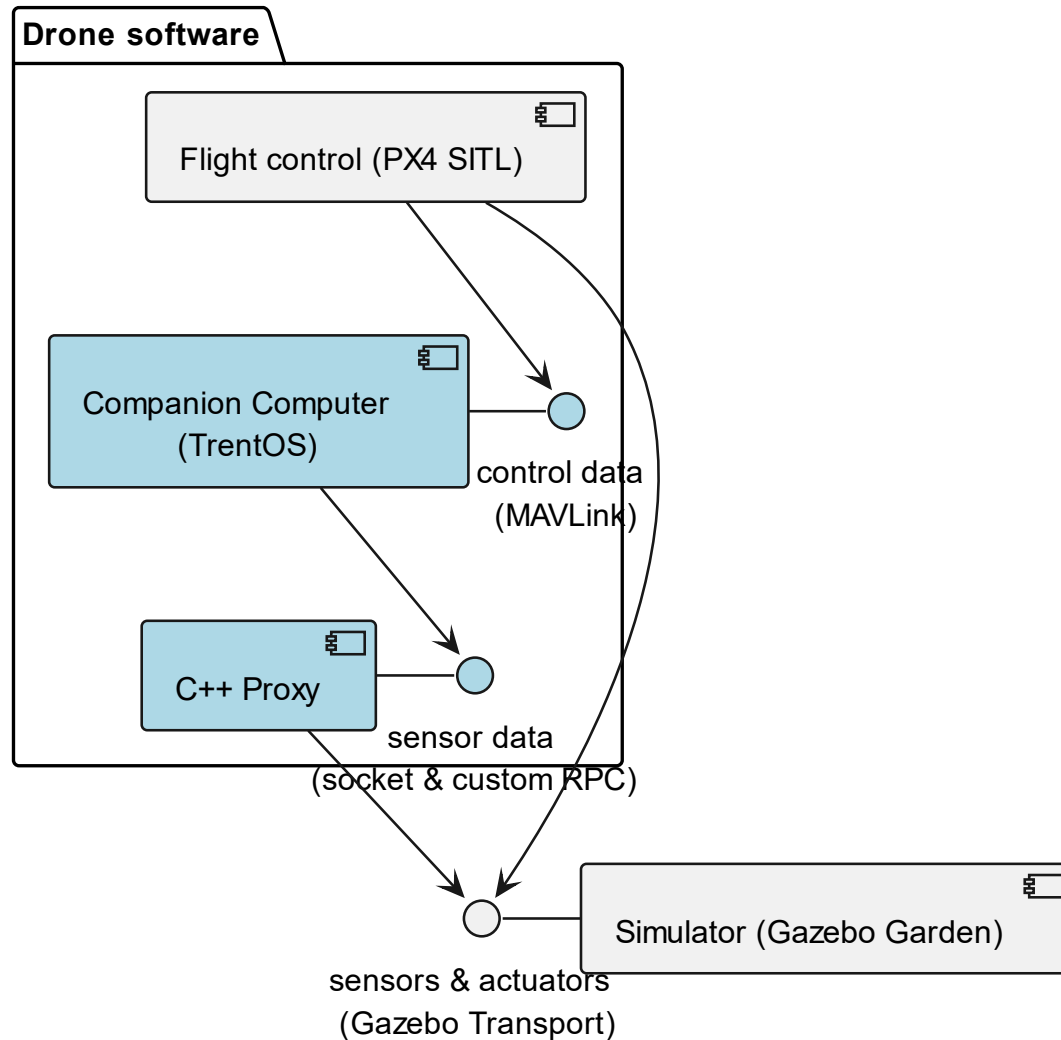 Drone software
Flight control (PX4 SITL)
Companion Computer
(TrentOS)
control data
(MAVLink)
C++ Proxy
sensor data
(socket & custom RPC)
Simulator (Gazebo Garden)
sensors & actuators
(Gazebo Transport)